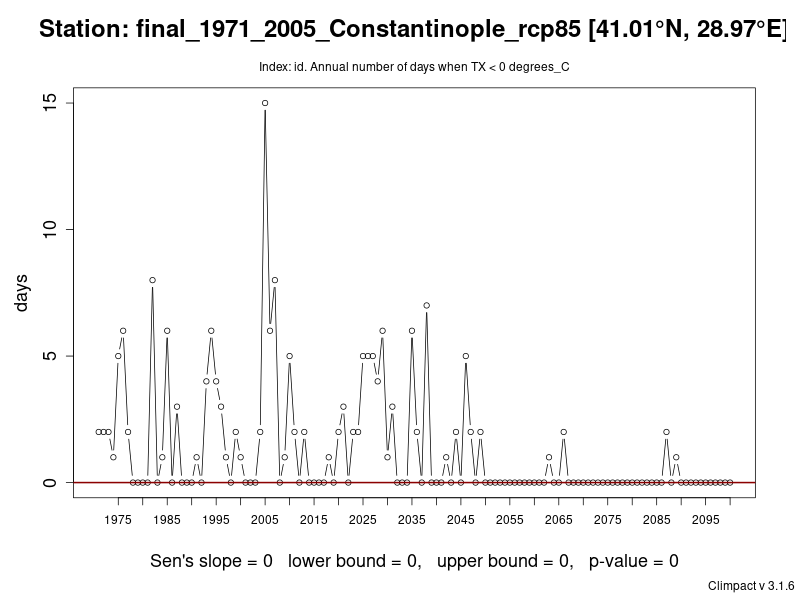 Station: final_1971_2005_Constantinople_rcp85 [41.01°N, 28.97°E]
Index: id. Annual number of days when TX < 0 degrees_C
15
10
days
5
0
1975 1985 1995 2005 2015 2025 2035 2045 2055 2065 2075 2085 2095
Sen's slope = 0 lower bound = 0, upper bound = 0, p-value = 0
Climpact v 3.1.6